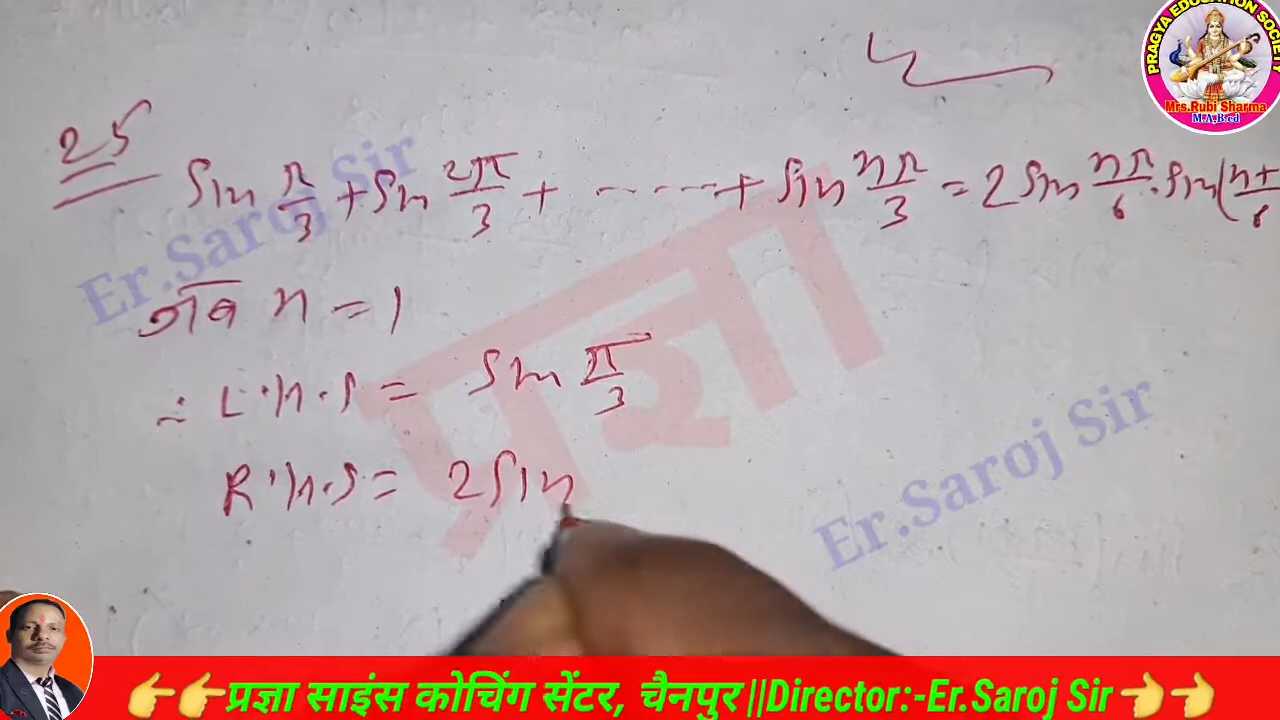 PRAGYA EDUCATION SOCIETY
Mrs.Rubi Sharma
M.A,B.ed
25 sin π/3 + sin 2π/3 + ------- + sin nπ/3 = 2 sin nπ/6 . sin (n+/6
जब n = 1
∴ L.H.S = sin π/3
R.H.S = 2 sin
Er.Saroj Sir
प्रज्ञा
Er.Saroj Sir
👉👉प्रज्ञा साइंस कोचिंग सेंटर, चैनपुर||Director:-Er.Saroj Sir👈👈